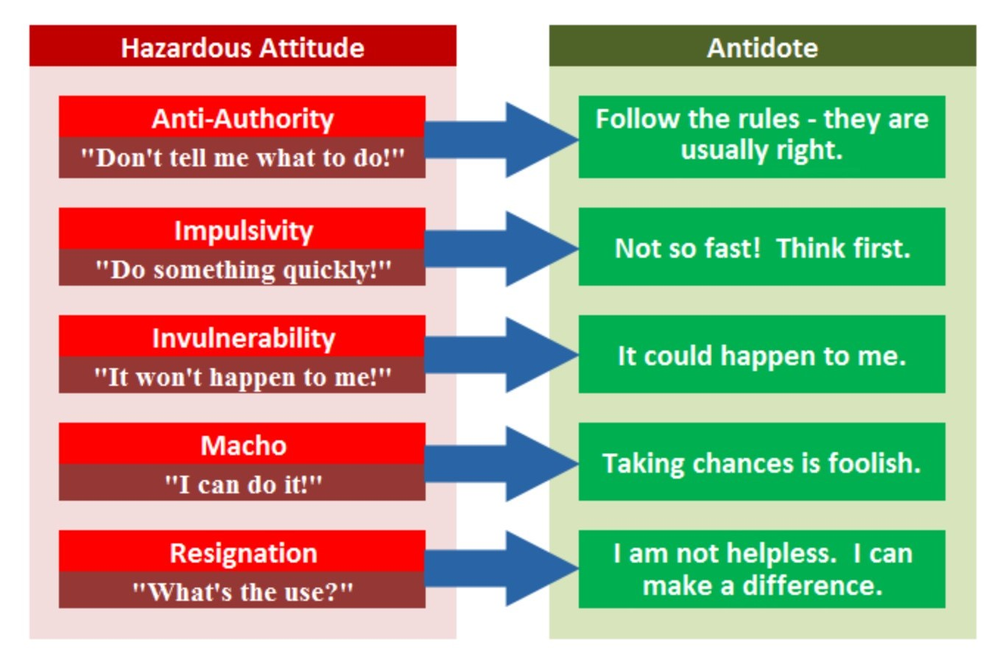 Hazardous Attitude
Antidote
Anti-Authority
"Don't tell me what to do!"
Follow the rules - they are
usually right.
Impulsivity
"Do something quickly!"
Not so fast!  Think first.
Invulnerability
"It won't happen to me!"
It could happen to me.
Macho
"I can do it!"
Taking chances is foolish.
Resignation
"What's the use?"
I am not helpless.  I can
make a difference.